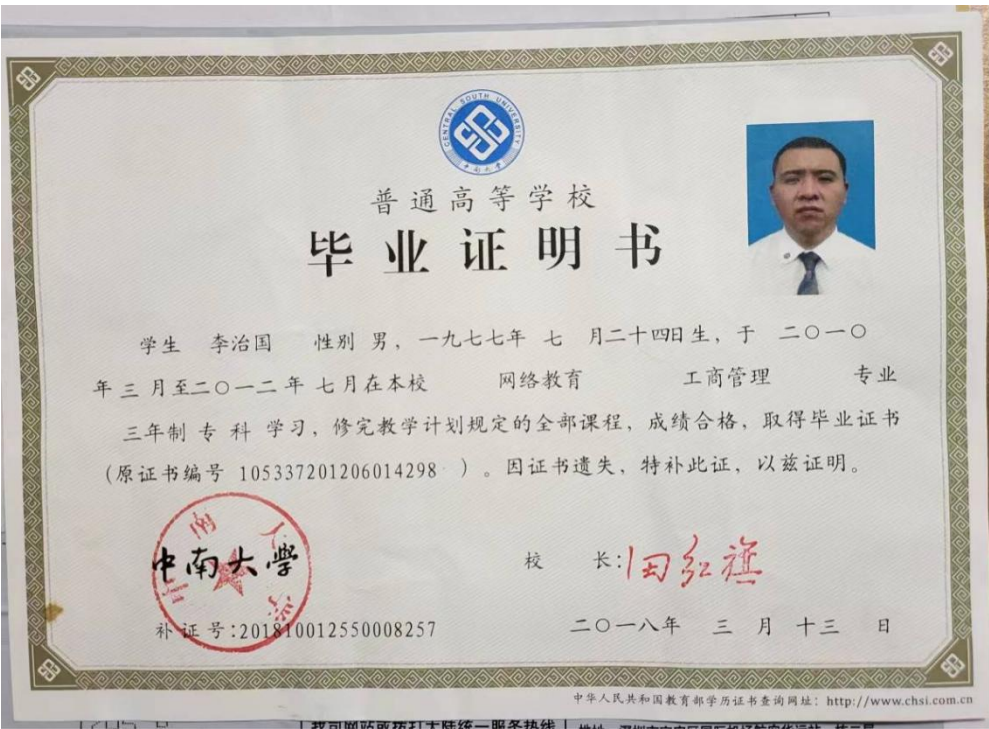 CENTRAL SOUTH UNIVERSITY
中南大学
普通高等学校
毕业证明书
学生 李治国 性别 男，一九七七年 七 月二十四日生，于 二〇一〇
年 三 月至二〇一二年 七月在本校 网络教育 工商管理 专业
三年制 专 科 学习，修完教学计划规定的全部课程，成绩合格，取得毕业证书
（原证书编号 105337201206014298 ）。因证书遗失，特补此证，以兹证明。
中南大學
校 长：田红旗
补 证 号：201810012550008257
二〇一八年 三 月 十三 日
中华人民共和国教育部学历证书查询网址：http://www.chsi.com.cn